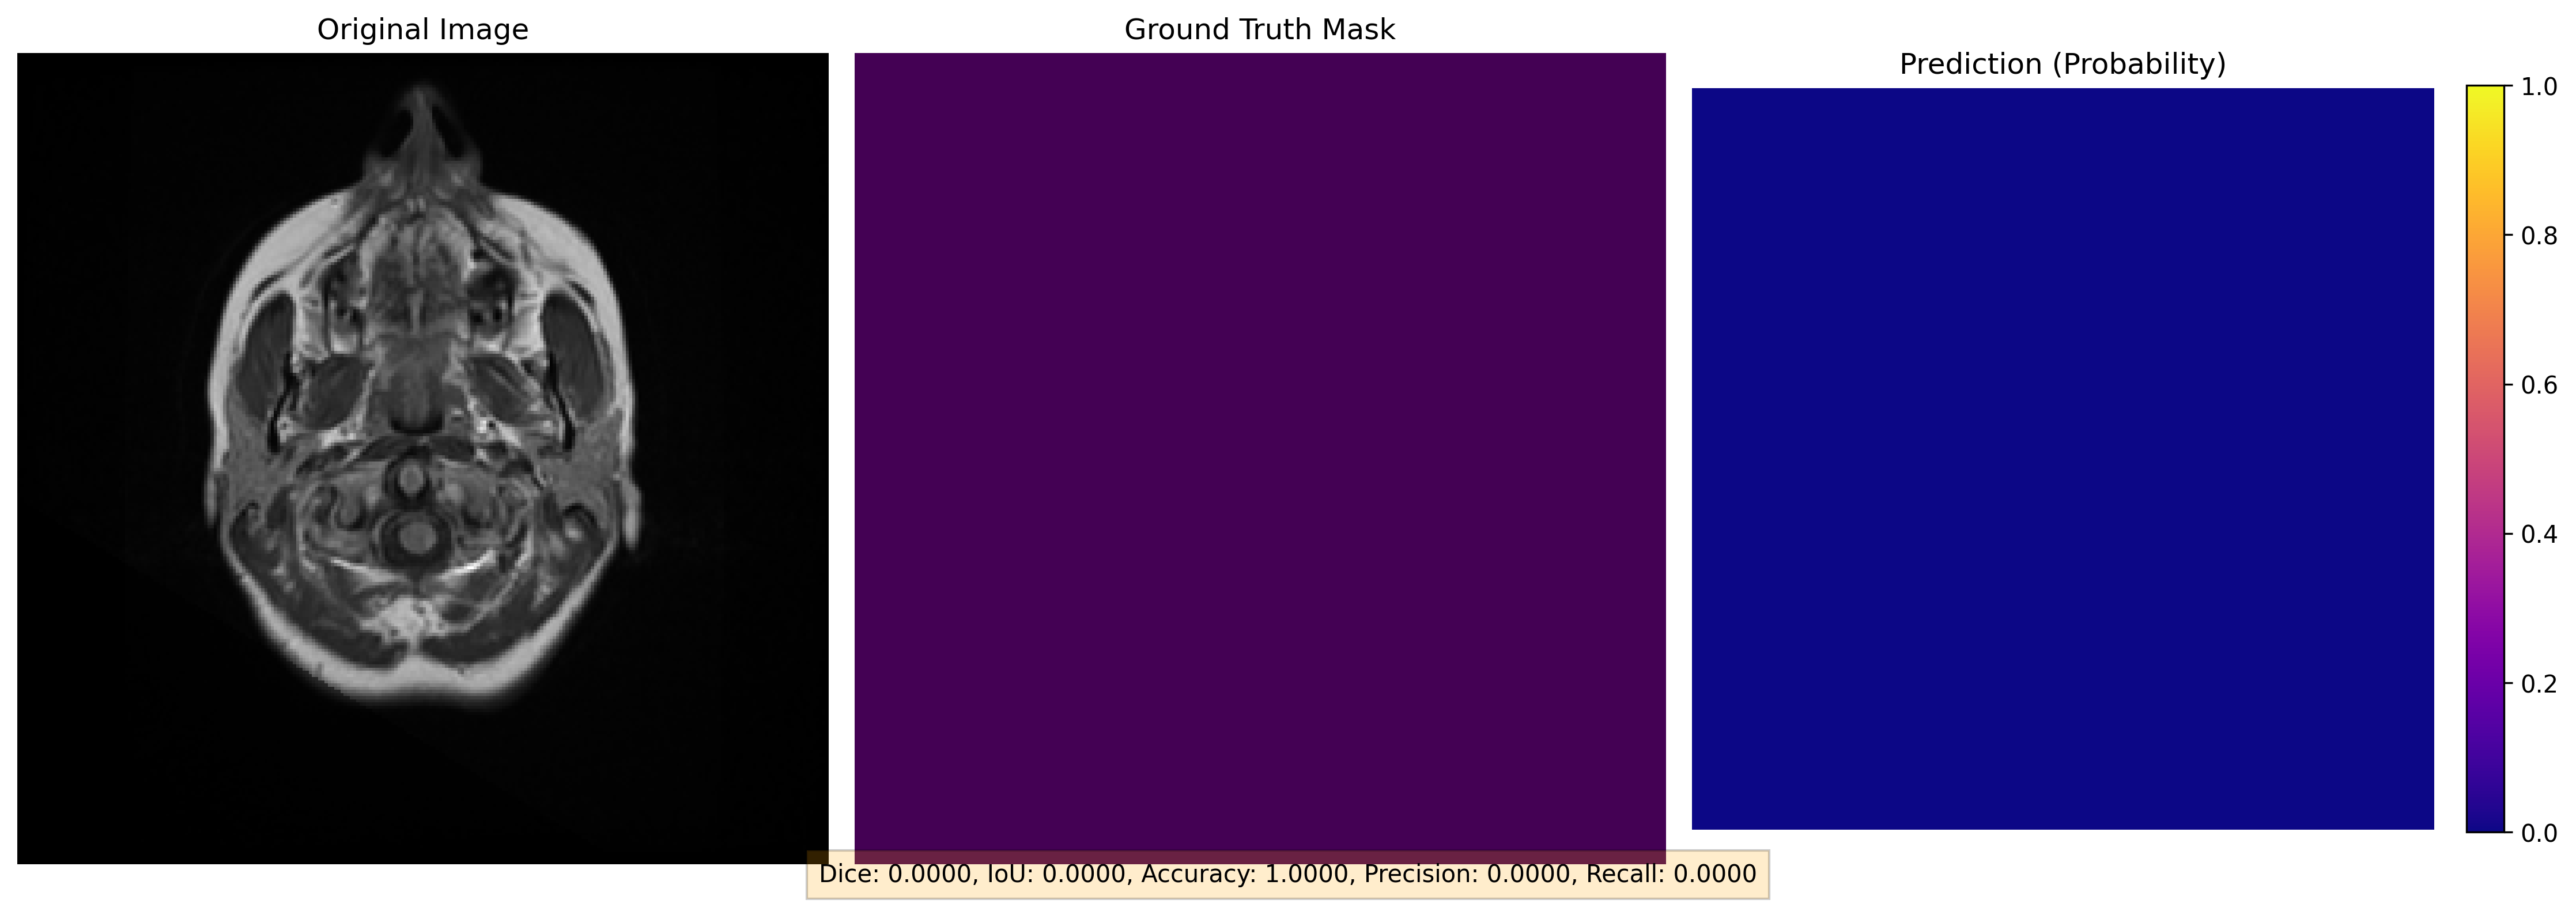 Original Image
Ground Truth Mask
Prediction (Probability)
1.0
0.8
0.6
0.4
0.2
0.0
Dice: 0.0000, IoU: 0.0000, Accuracy: 1.0000, Precision: 0.0000, Recall: 0.0000